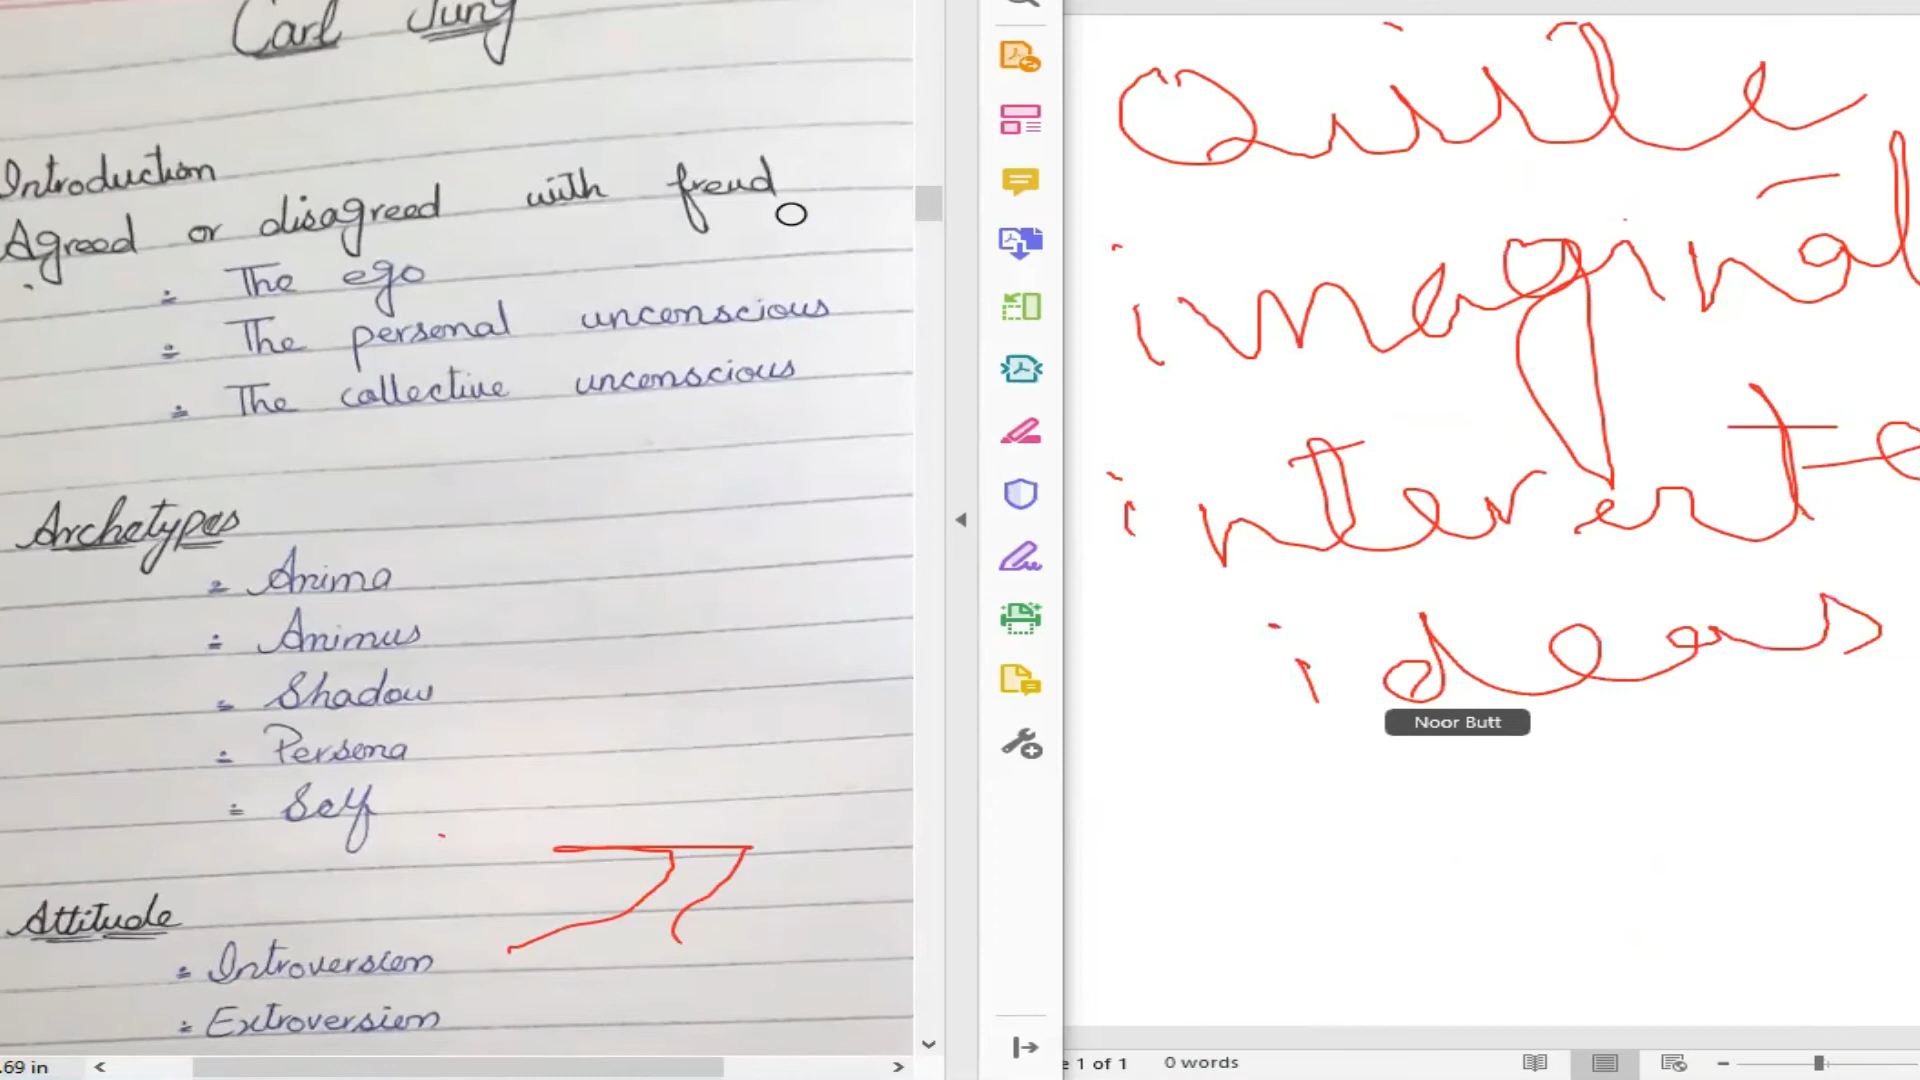 Carl Jung
Introduction
Agreed or disagreed with freud
The ego
The personal unconscious
The collective unconscious
Archetypes
Anima
Animus
Shadow
Persona
Self
Attitude
Introversion
Extroversion
.69 in
Quite
imaginal
ideas
Noor Butt
1 of 1
0 words